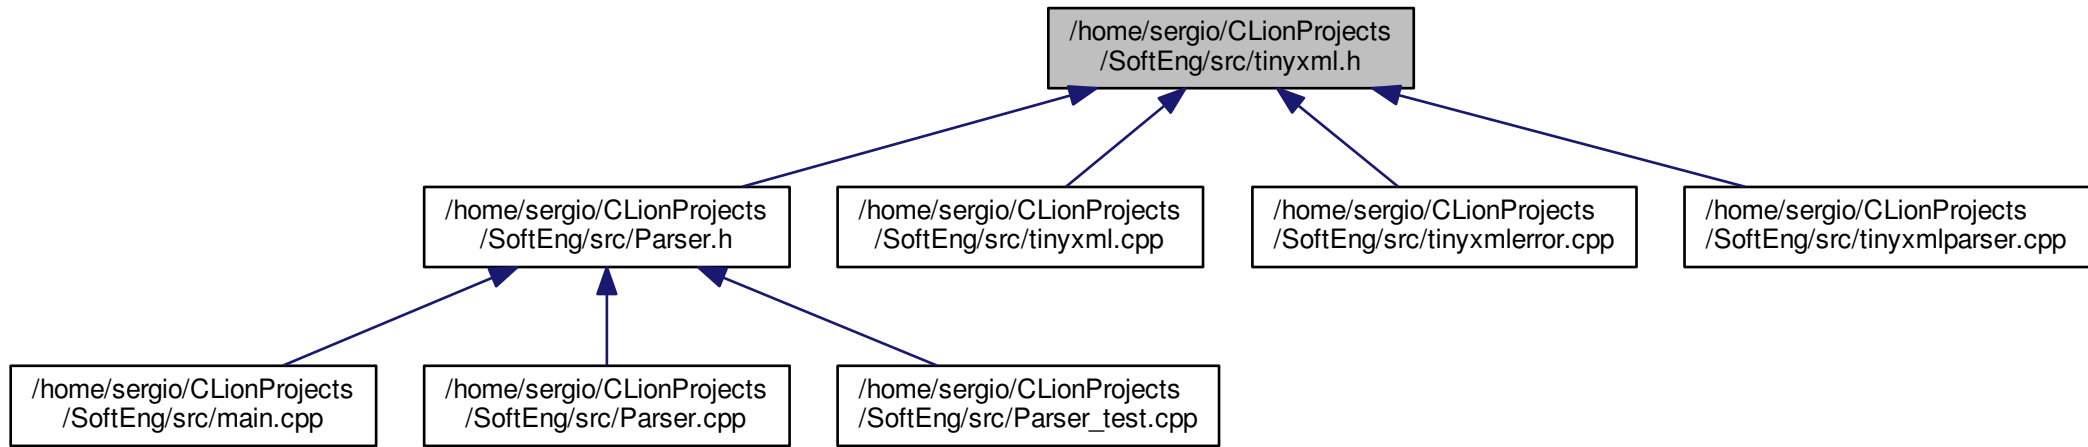 /home/sergio/CLionProjects
/SoftEng/src/tinyxml.h
/home/sergio/CLionProjects
/SoftEng/src/Parser.h
/home/sergio/CLionProjects
/SoftEng/src/tinyxml.cpp
/home/sergio/CLionProjects
/SoftEng/src/tinyxmlerror.cpp
/home/sergio/CLionProjects
/SoftEng/src/tinyxmlparser.cpp
/home/sergio/CLionProjects
/SoftEng/src/main.cpp
/home/sergio/CLionProjects
/SoftEng/src/Parser.cpp
/home/sergio/CLionProjects
/SoftEng/src/Parser_test.cpp